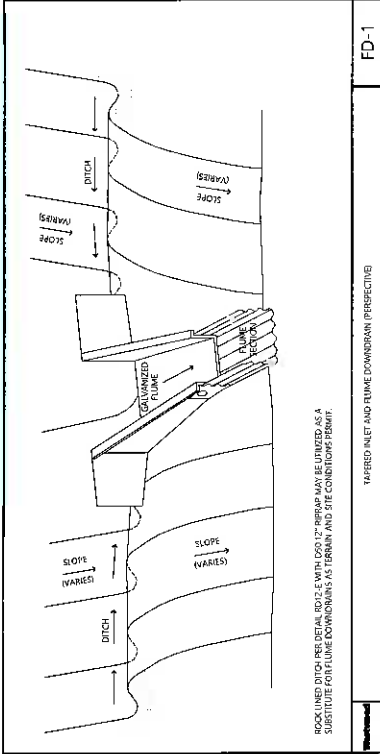 DITCH
SLOPE
(VARIES)
SLOPE
(VARIES)
GALVANIZED
FLUME
FLUME
SECTION
SLOPE
(VARIES)
DITCH
SLOPE
(VARIES)
ROCK LINED DITCH PER DETAIL RD12-E WITH D50 12" RIPRAP MAY BE UTILIZED AS A
SUBSTITUTE FOR FLUME DOWNDRAINS AS TERRAIN AND SITE CONDITIONS PERMIT.
Westwood
TAPERED INLET AND FLUME DOWNDRAIN (PERSPECTIVE)
FD-1